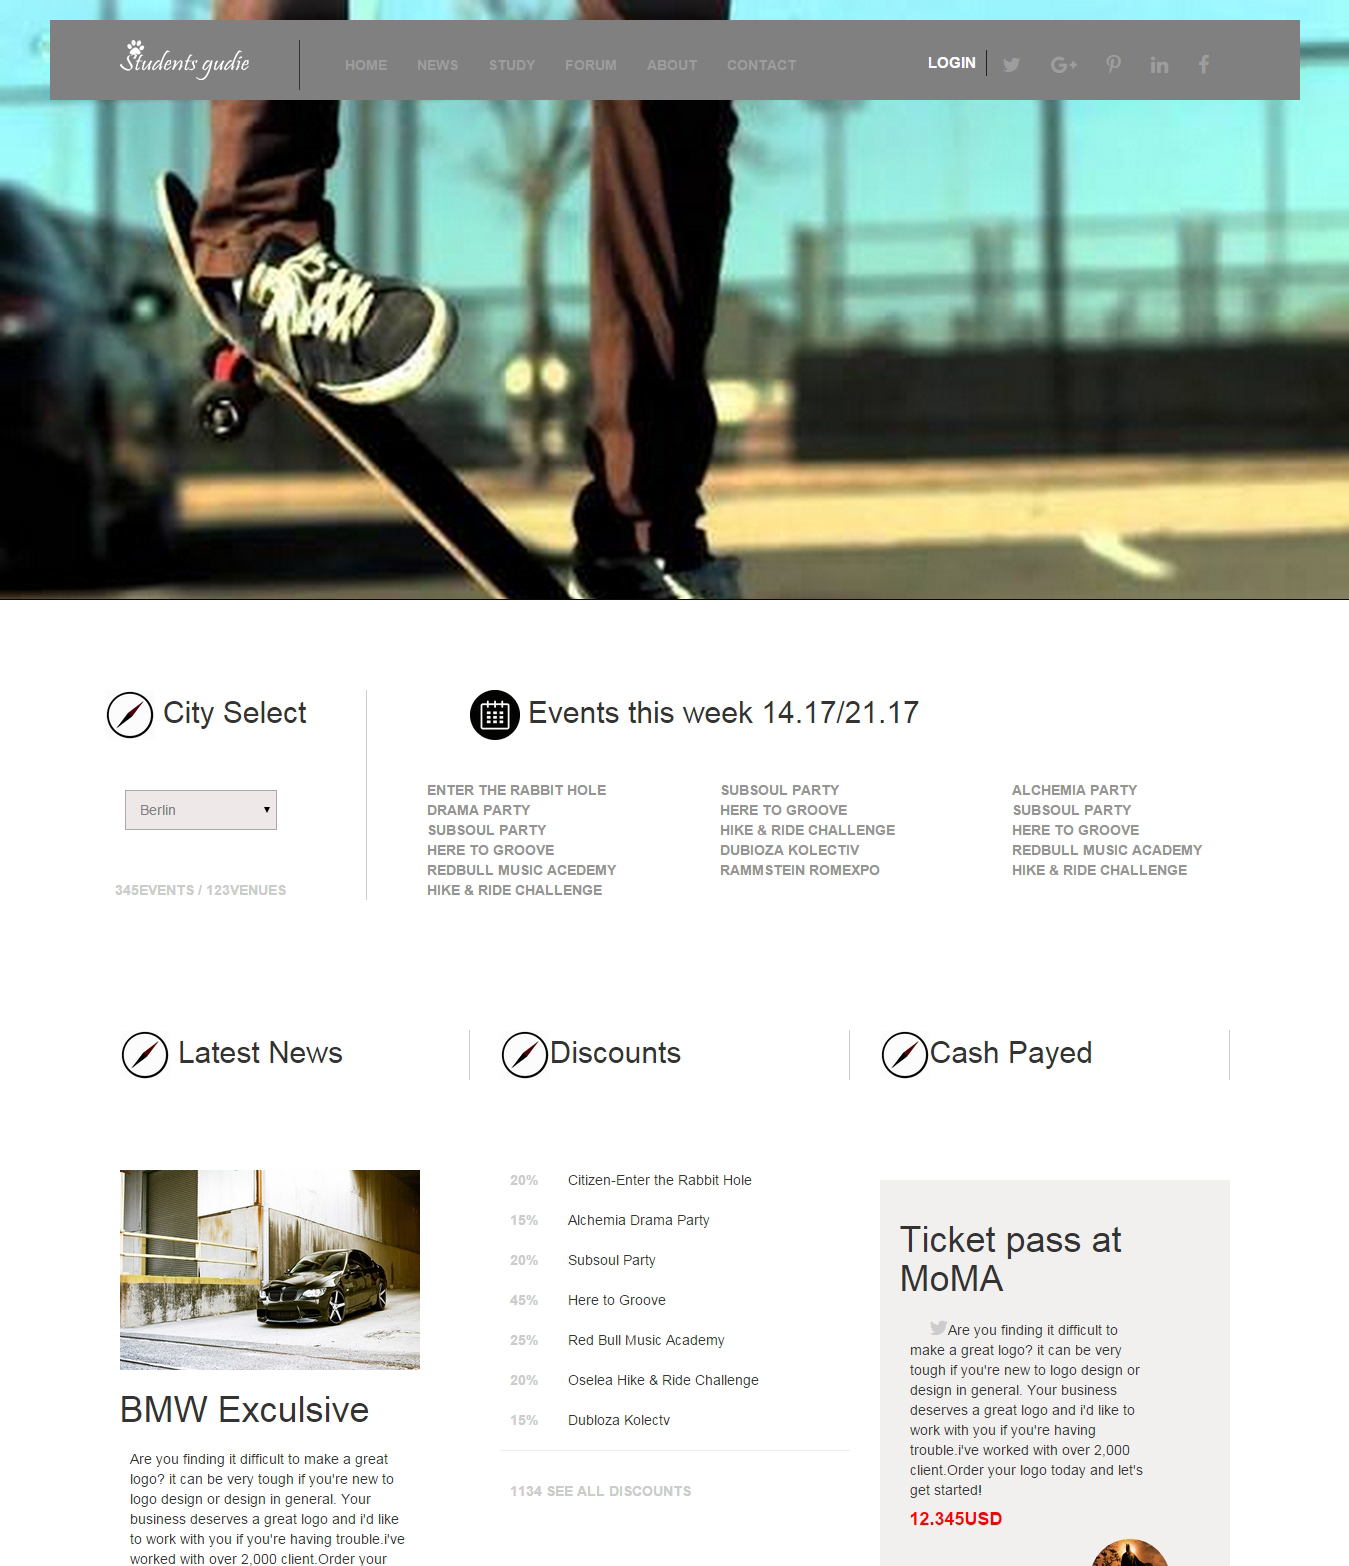 Students gudie
HOME NEWS STUDY FORUM ABOUT CONTACT
LOGIN
City Select
Berlin
345EVENTS / 123VENUES
Events this week 14.17/21.17
ENTER THE RABBIT HOLE
DRAMA PARTY
SUBSOUL PARTY
HERE TO GROOVE
REDBULL MUSIC ACEDEMY
HIKE & RIDE CHALLENGE
SUBSOUL PARTY
HERE TO GROOVE
HIKE & RIDE CHALLENGE
DUBIOZA KOLECTIV
RAMMSTEIN ROMEXPO
ALCHEMIA PARTY
SUBSOUL PARTY
HERE TO GROOVE
REDBULL MUSIC ACADEMY
HIKE & RIDE CHALLENGE
Latest News
BMW Exculsive
Are you finding it difficult to make a great
logo? it can be very tough if you're new to
logo design or design in general. Your
business deserves a great logo and i'd like
to work with you if you're having trouble.i've
worked with over 2,000 client.Order your
Discounts
20% Citizen-Enter the Rabbit Hole
15% Alchemia Drama Party
20% Subsoul Party
45% Here to Groove
25% Red Bull Music Academy
20% Oselea Hike & Ride Challenge
15% Dubloza Kolectv
1134 SEE ALL DISCOUNTS
Cash Payed
Ticket pass at
MoMA
Are you finding it difficult to
make a great logo? it can be very
tough if you're new to logo design or
design in general. Your business
deserves a great logo and i'd like to
work with you if you're having
trouble.i've worked with over 2,000
client.Order your logo today and let's
get started!
12.345USD